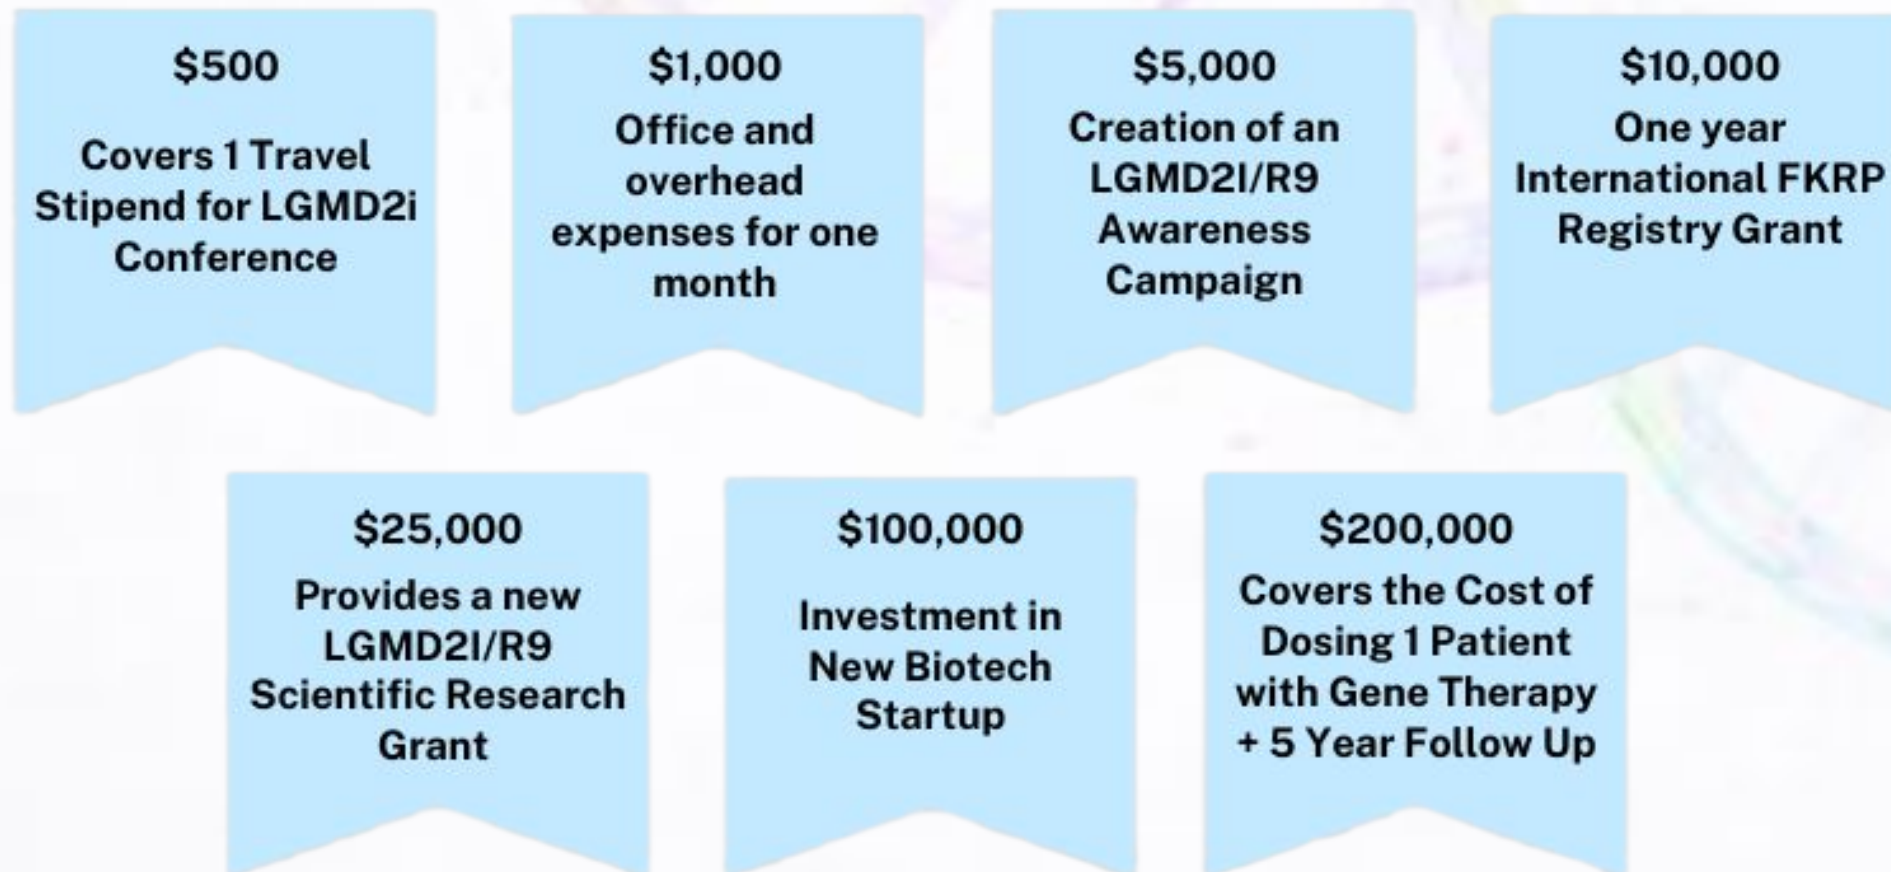 $500
Covers 1 Travel
Stipend for LGMD2i
Conference
$1,000
Office and
overhead
expenses for one
month
$5,000
Creation of an
LGMD2I/R9
Awareness
Campaign
$10,000
One year
International FKRP
Registry Grant
$25,000
Provides a new
LGMD2I/R9
Scientific Research
Grant
$100,000
Investment in
New Biotech
Startup
$200,000
Covers the Cost of
Dosing 1 Patient
with Gene Therapy
+ 5 Year Follow Up